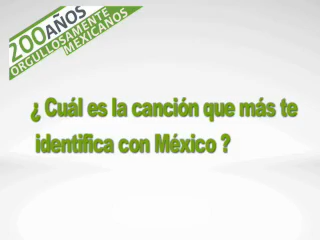 200AÑOS
ORGULLOSAMENTE
MEXICANOS
¿ Cuál es la canción que más te
identifica con México ?